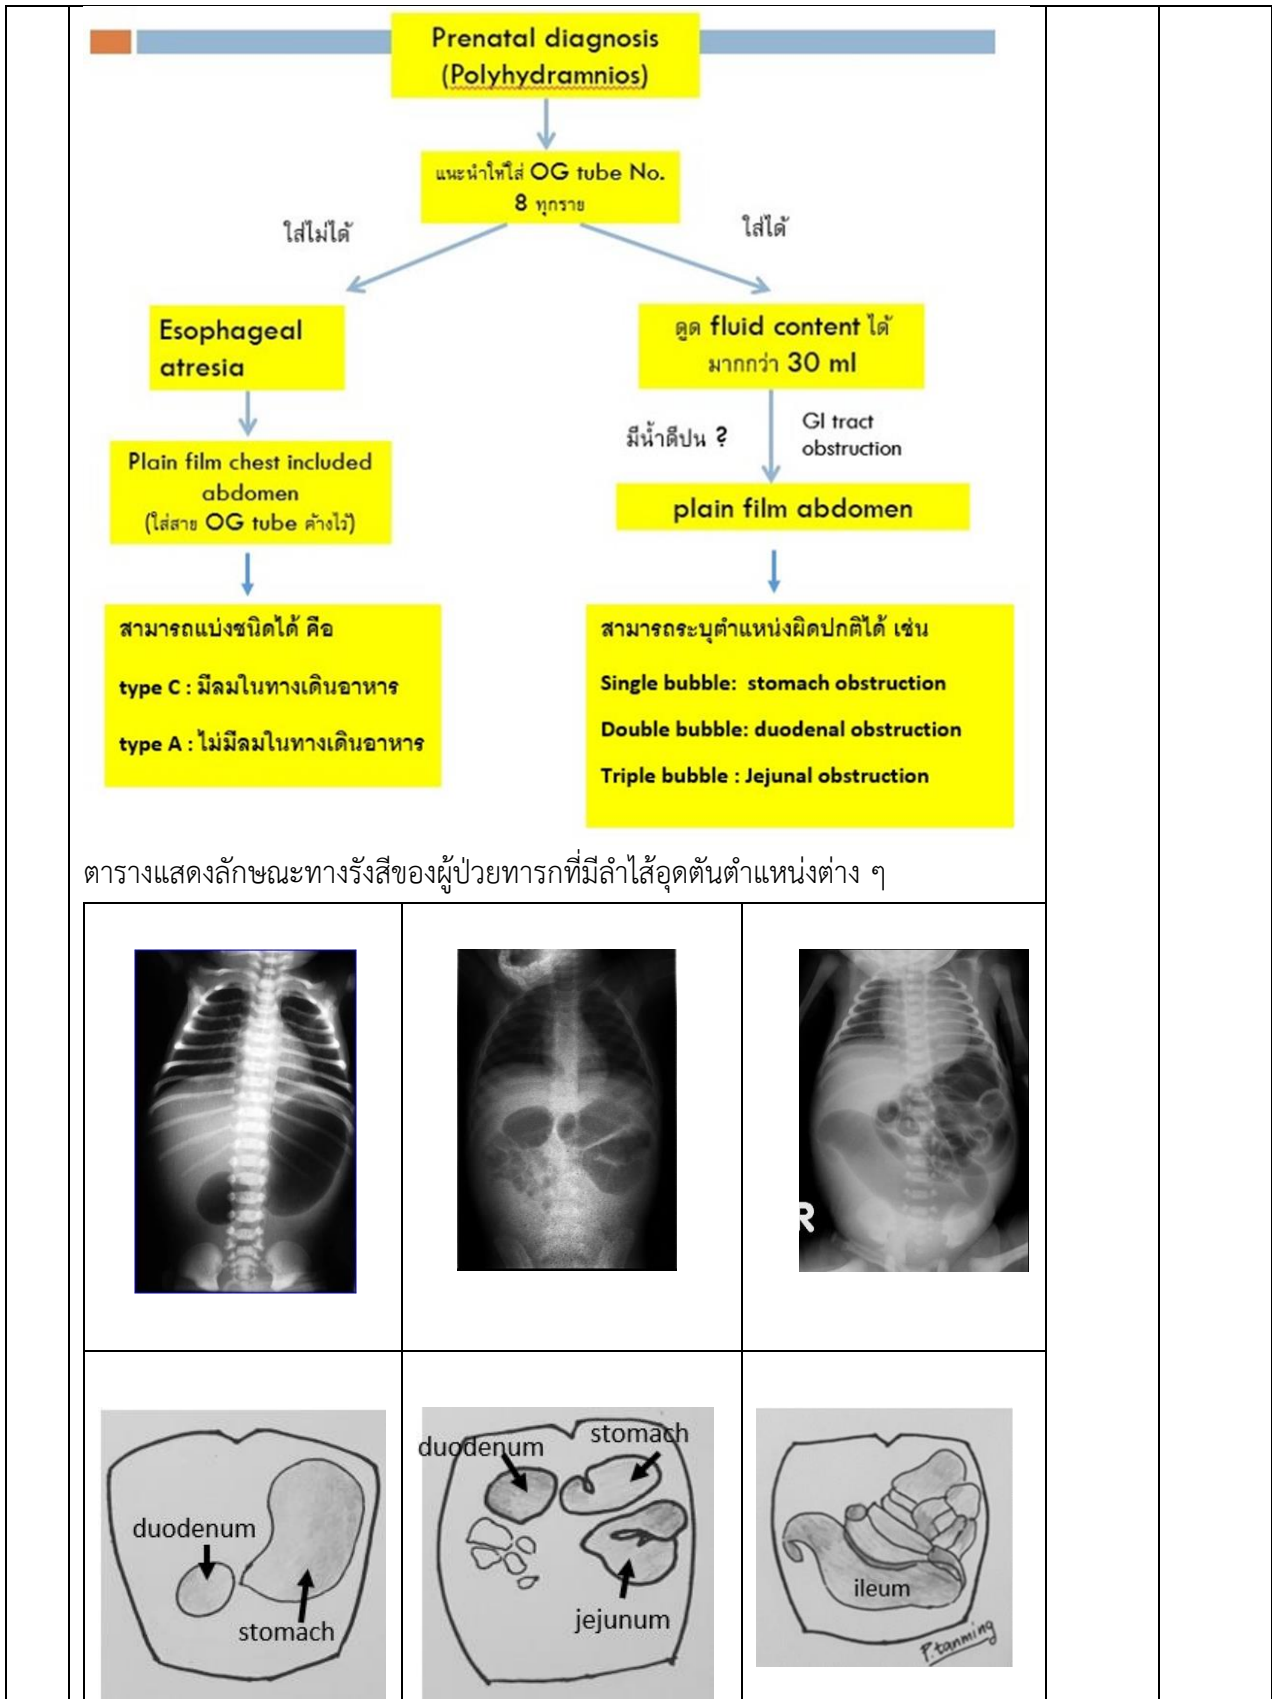 Prenatal diagnosis
(Polyhydramnios)
แนะนำให้ใส่ OG tube No.
8 ทุกราย
ใส่ไม่ได้
ใส่ได้
Esophageal
atresia
ดูด fluid content ได้
มากกว่า 30 ml
มีน้ำดีปน ?
GI tract
obstruction
Plain film chest included
abdomen
(ใส่สาย OG tube ค้างไว้)
plain film abdomen
สามารถแบ่งชนิดได้ คือ
type C : มีลมในทางเดินอาหาร
type A : ไม่มีลมในทางเดินอาหาร
สามารถระบุตำแหน่งผิดปกติได้ เช่น
Single bubble: stomach obstruction
Double bubble: duodenal obstruction
Triple bubble : Jejunal obstruction
ตารางแสดงลักษณะทางรังสีของผู้ป่วยทารกที่มีลำไส้อุดตันตำแหน่งต่าง ๆ
R
duodenum
stomach
duodenum
stomach
jejunum
ileum
P.tanming